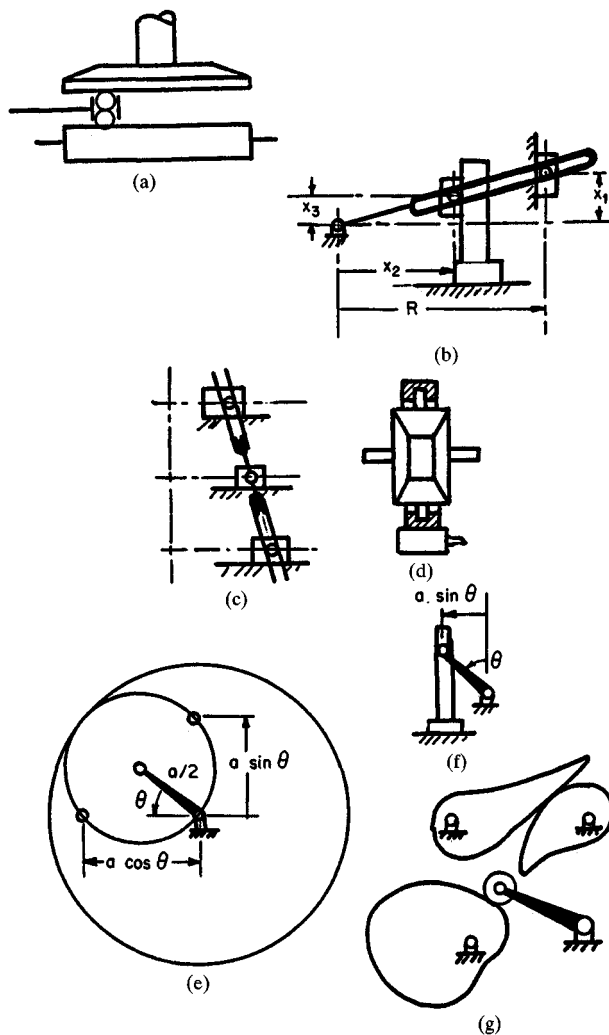 (a)
x₃
x₁
x₂
R
(b)
(c)
(d)
a. sin θ
θ
(f)
a/2
a sin θ
θ
a cos θ
(e)
(g)